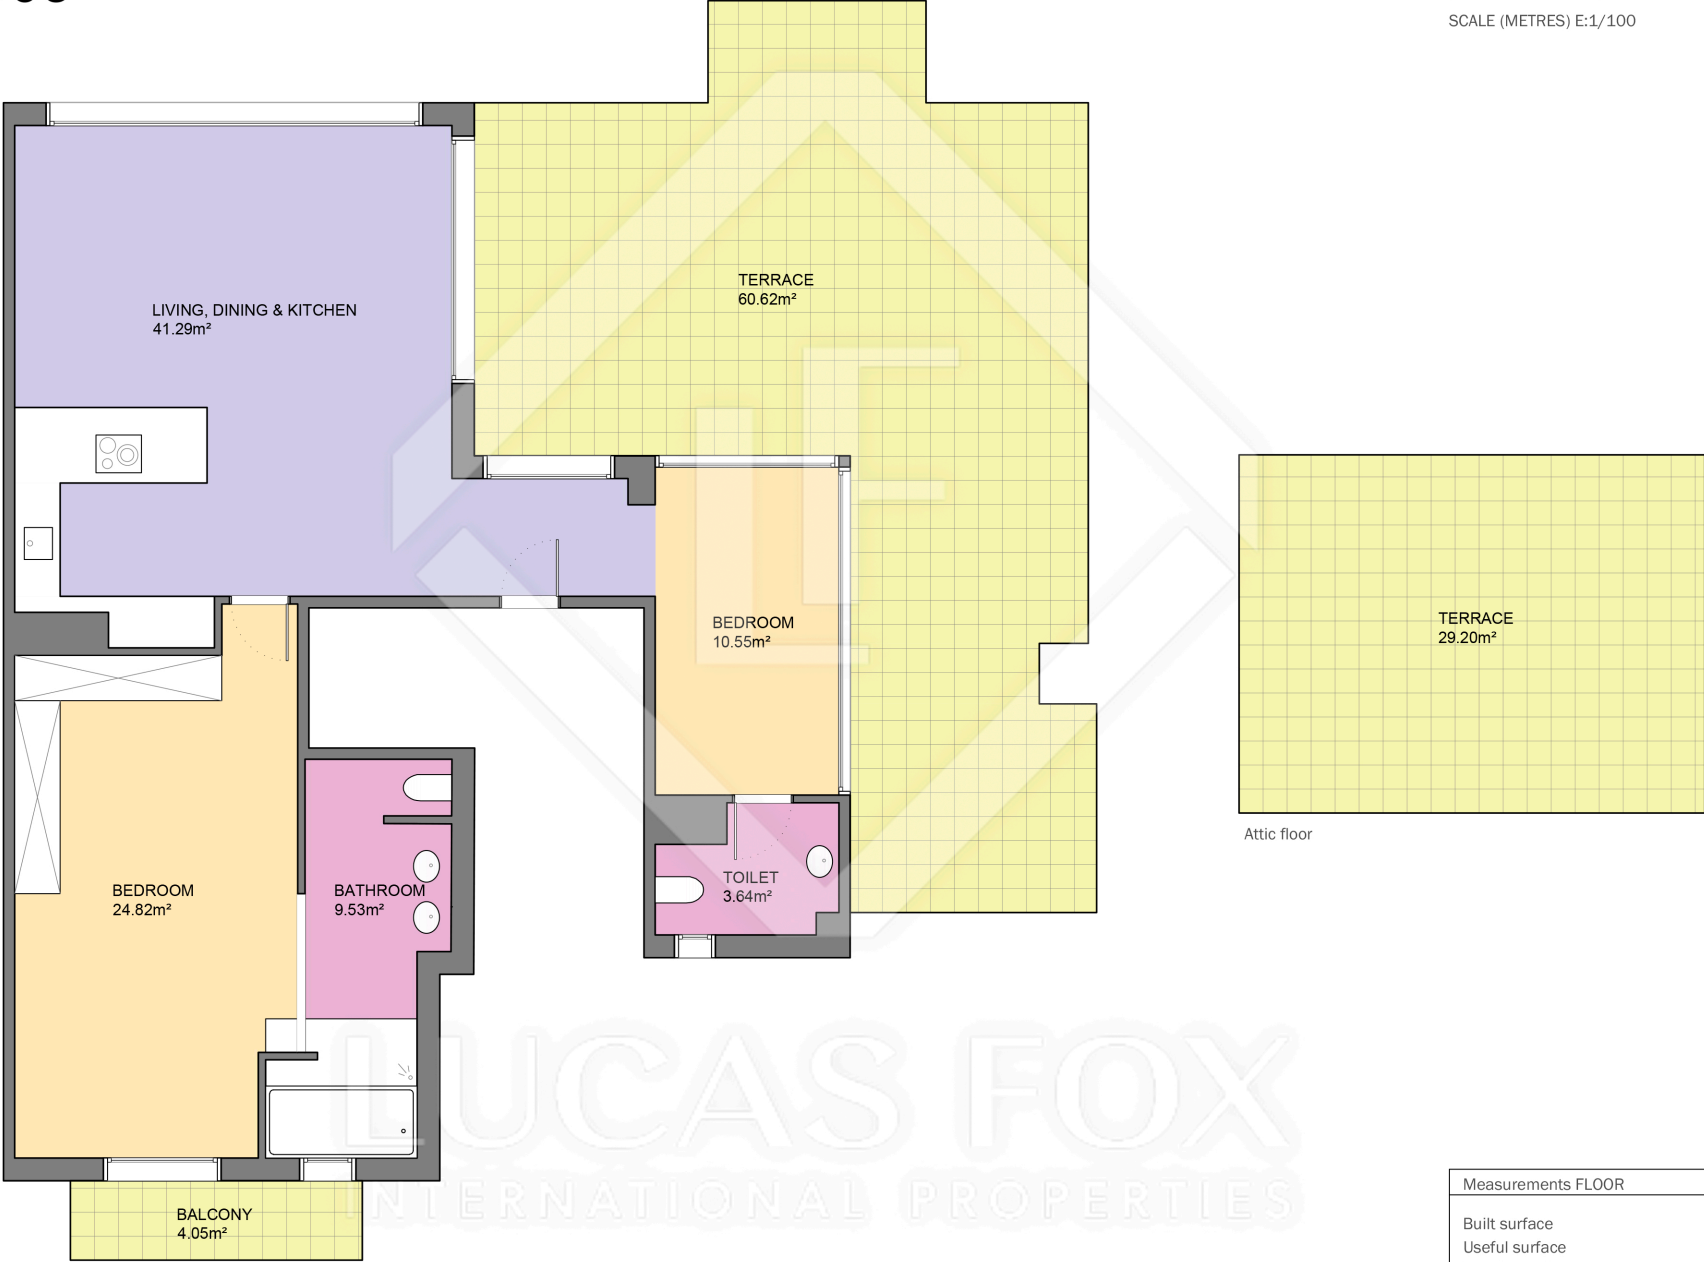 SCALE (METRES) E:1/100
TERRACE
60.62m²
LIVING, DINING & KITCHEN
41.29m²
BEDROOM
10.55m²
TERRACE
29.20m²
Attic floor
TOILET
3.64m²
BEDROOM
24.82m²
BATHROOM
9.53m²
LUCAS FOX
INTERNATIONAL PROPERTIES
BALCONY
4.05m²
Measurements FLOOR
Built surface
Useful surface